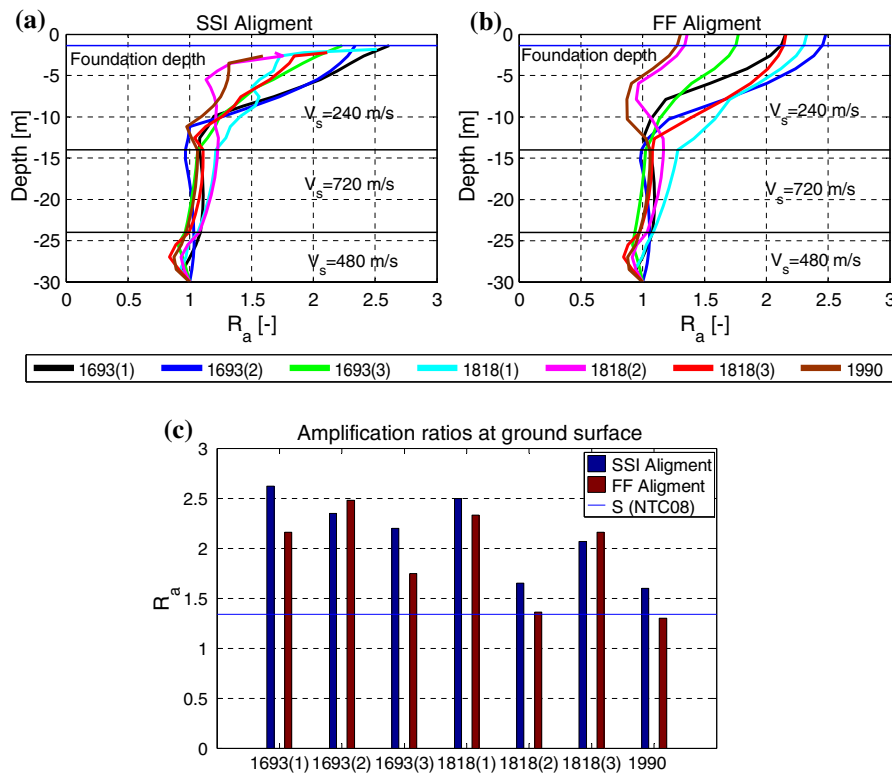 (a) SSI Aligment
(b) FF Aligment
0
-5
-10
-15
-20
-25
-30
Depth [m]
Foundation depth
V_s=240 m/s
V_s=720 m/s
V_s=480 m/s
0 0.5 1 1.5 2 2.5 3
R_a [-]
0
-5
-10
-15
-20
-25
-30
Depth [m]
Foundation depth
V_s=240 m/s
V_s=720 m/s
V_s=480 m/s
0 0.5 1 1.5 2 2.5 3
R_a [-]
1693(1) 1693(2) 1693(3) 1818(1) 1818(2) 1818(3) 1990
(c) Amplification ratios at ground surface
3
2.5
2
1.5
1
0.5
0
R_a
SSI Aligment
FF Aligment
S (NTC08)
1693(1) 1693(2) 1693(3) 1818(1) 1818(2) 1818(3) 1990